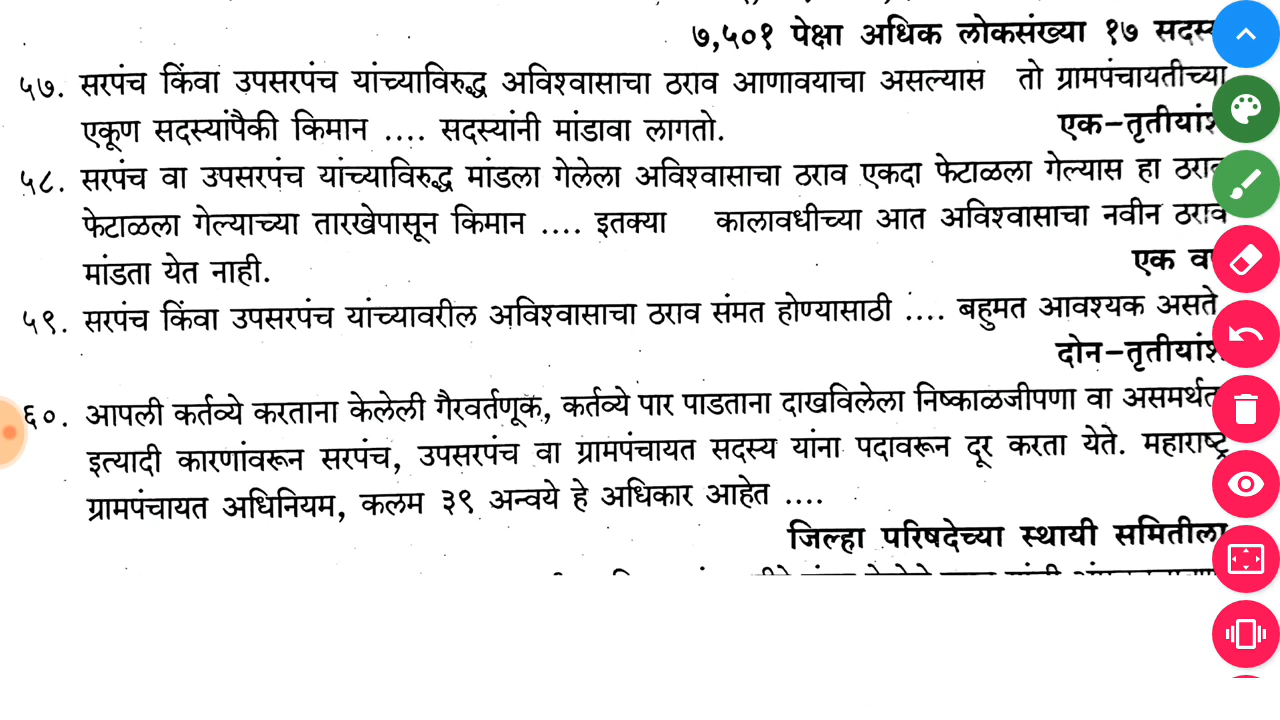 ७,५०१ पेक्षा अधिक लोकसंख्या १७
५७. सरपंच किंवा उपसरपंच यांच्याविरुद्ध अविश्वासाचा ठराव आणावयाचा असल्यास तो ग्रामपंचायतीच्या
एकूण सदस्यांपैकी किमान .... सदस्यांनी मांडावा लागतो.
एक-तृतीयांश
५८. सरपंच वा उपसरपंच यांच्याविरुद्ध मांडला गेलेला अविश्वासाचा ठराव एकदा फेटाळला गेल्यास हा ठराव
फेटाळला गेल्याच्या तारखेपासून किमान .... इतक्या कालावधीच्या आत अविश्वासाचा नवीन ठराव
मांडता येत नाही.
एक
५९. सरपंच किंवा उपसरपंच यांच्यावरील अविश्वासाचा ठराव संमत होण्यासाठी .... बहुमत आवश्यक असते
दोन-तृतीयांश
६०. आपली कर्तव्ये करताना केलेली गैरवर्तणूक, कर्तव्ये पार पाडताना दाखविलेला निष्काळजीपणा वा
इत्यादी कारणांवरून सरपंच, उपसरपंच वा ग्रामपंचायत सदस्य यांना पदावरून दूर करता येते. महाराष्ट्र
ग्रामपंचायत अधिनियम, कलम ३९ अन्वये हे अधिकार आहेत ....
जिल्हा परिषदेच्या स्थायी समितीला